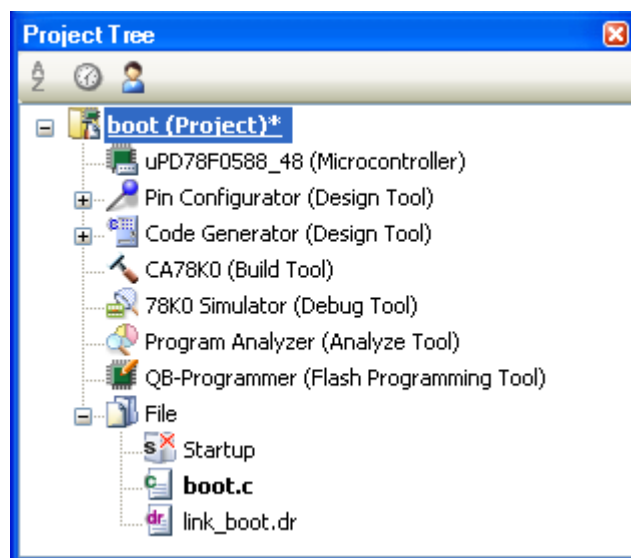 Project Tree
boot (Project)*
uPD78F0588_48 (Microcontroller)
Pin Configurator (Design Tool)
Code Generator (Design Tool)
CA78K0 (Build Tool)
78K0 Simulator (Debug Tool)
Program Analyzer (Analyze Tool)
QB-Programmer (Flash Programming Tool)
File
Startup
boot.c
link_boot.dr